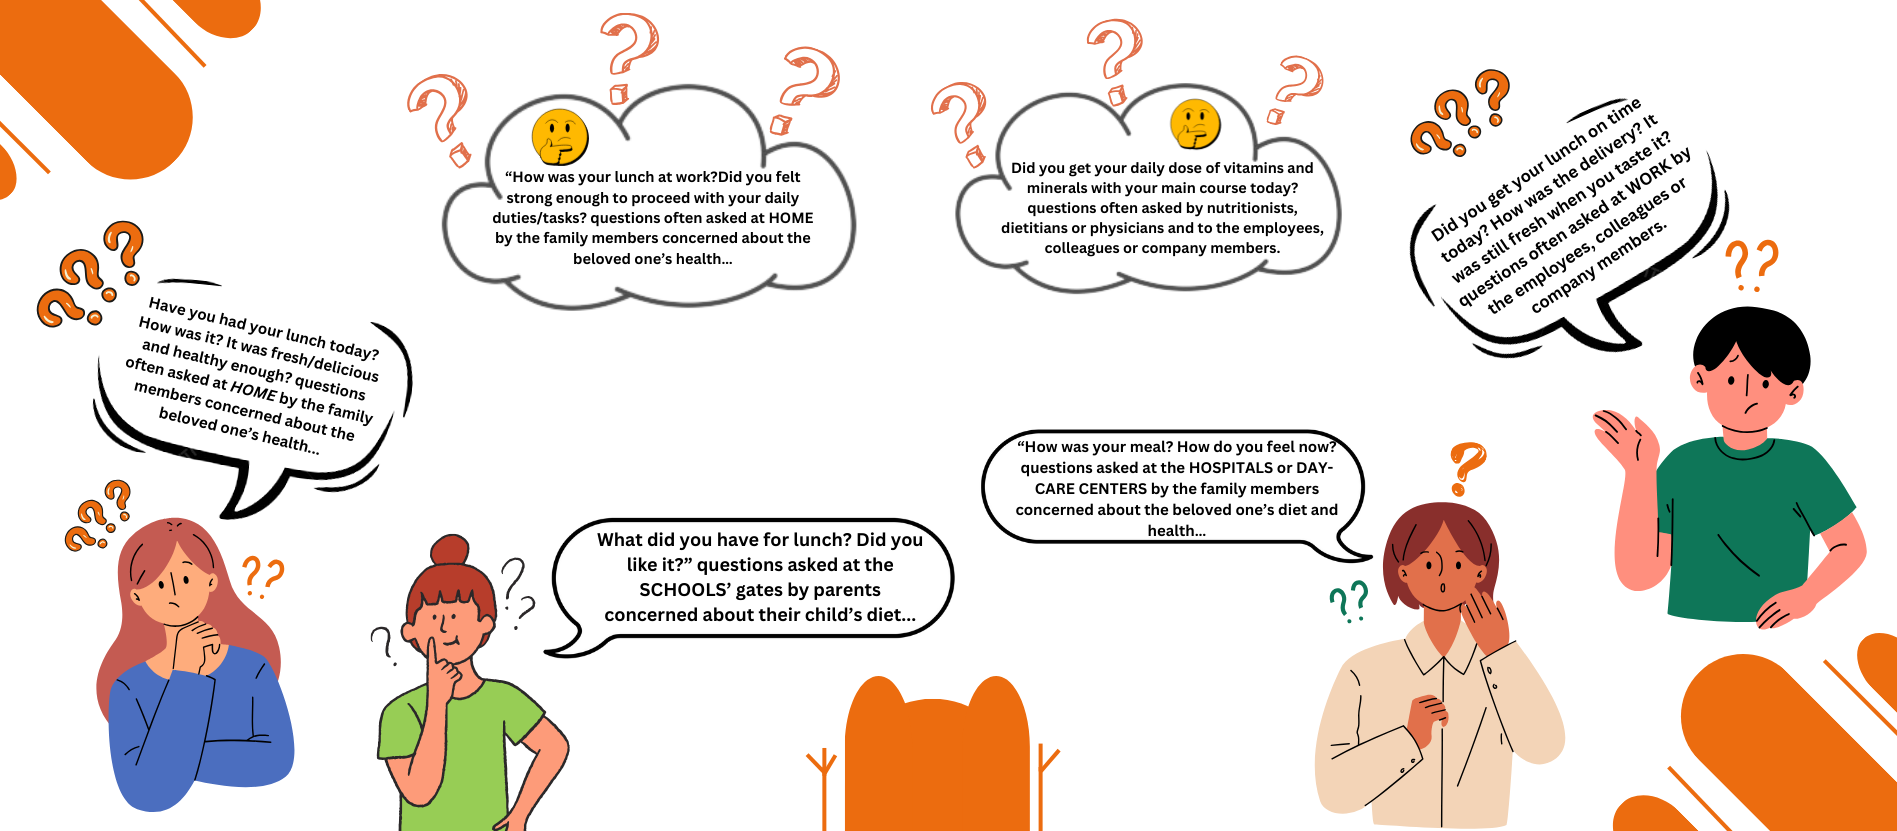 “How was your lunch at work?Did you felt
strong enough to proceed with your daily
duties/tasks? questions often asked at HOME
by the family members concerned about the
beloved one’s health...
Did you get your daily dose of vitamins and
minerals with your main course today?
questions often asked by nutritionists,
dietitians or physicians and to the employees,
colleagues or company members.
Did you get your lunch on time
today? How was the delivery? It
was still fresh when you taste it?
questions often asked at WORK by
the employees, colleagues or
company members.
Have you had your lunch today?
How was it? It was fresh/delicious
and healthy enough? questions
often asked at HOME by the family
members concerned about the
beloved one’s health...
“How was your meal? How do you feel now?
questions asked at the HOSPITALS or DAY-
CARE CENTERS by the family members
concerned about the beloved one’s diet and
health...
What did you have for lunch? Did you
like it?” questions asked at the
SCHOOLS’ gates by parents
concerned about their child’s diet...